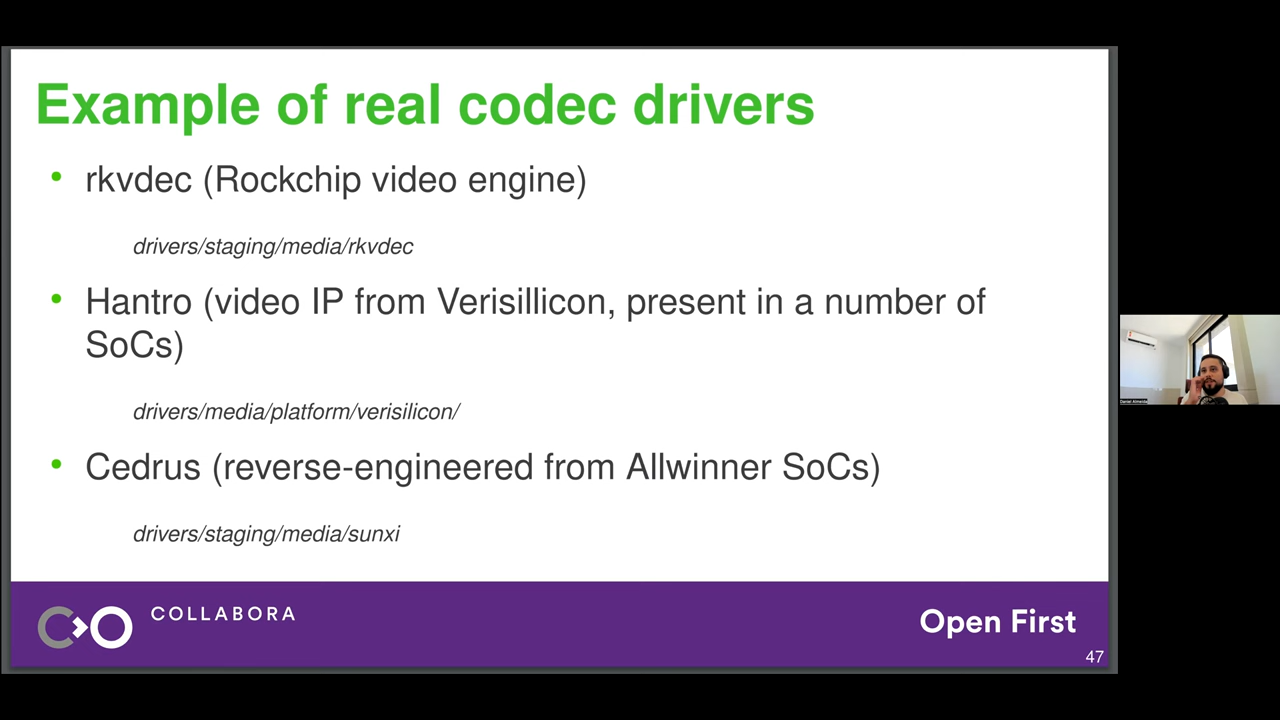 Example of real codec drivers
• rkvdec (Rockchip video engine)
drivers/staging/media/rkvdec
• Hantro (video IP from Verisillicon, present in a number of
SoCs)
drivers/media/platform/verisilicon/
• Cedrus (reverse-engineered from Allwinner SoCs)
drivers/staging/media/sunxi
COLLABORA
Open First
47
Daniel Almeida